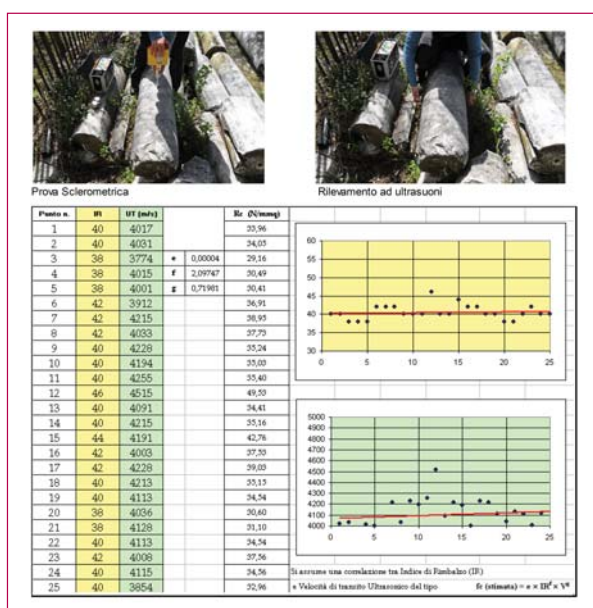 Prova Sclerometrica
Rilevamento ad ultrasuoni
Punto n. IR UT (m/s) Rc (N/mmq)
1 40 4017 33,96
2 40 4031 34,05
3 38 3774 e 0,00004 29,16
4 38 4015 f 2,09747 30,49
5 38 4001 g 0,71981 30,41
6 42 3912 36,91
7 42 4215 38,95
8 42 4033 37,73
9 40 4228 35,24
10 40 4194 35,03
11 40 4255 35,40
12 46 4515 49,53
13 40 4091 34,41
14 40 4215 35,16
15 44 4191 42,76
16 42 4003 37,53
17 42 4228 39,03
18 40 4213 35,15
19 40 4113 34,54
20 38 4036 30,60
21 38 4128 31,10
22 40 4113 34,54
23 42 4008 37,56
24 40 4115 34,56
25 40 3854 32,96
60
55
50
45
40
35
30
0 5 10 15 20 25
5000
4900
4800
4700
4600
4500
4400
4300
4200
4100
4000
0 5 10 15 20 25
Si assume una correlazione tra Indice di Rimbalzo (IR)
e Velocità di transito Ultrasonico del tipo fc (stimata) = e × IR^f × V^g